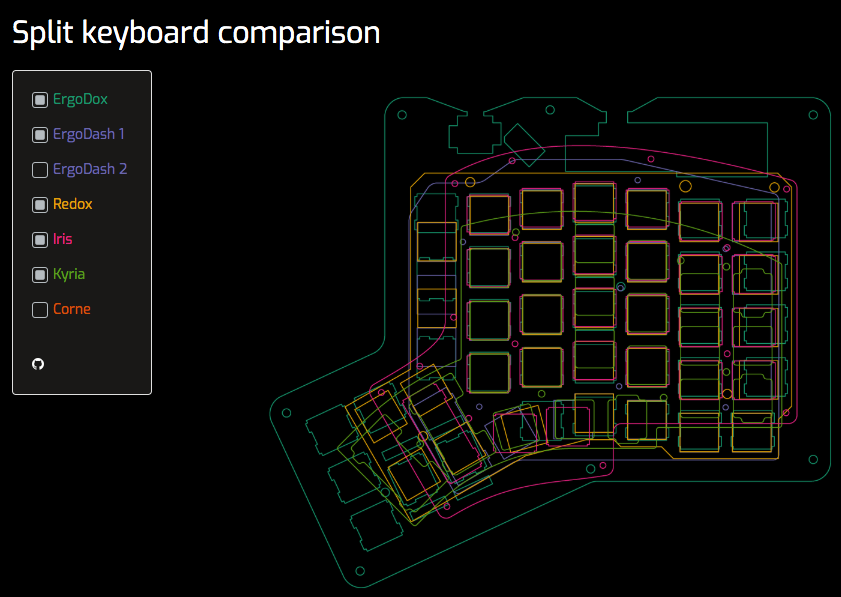 Split keyboard comparison
ErgoDox
ErgoDash 1
ErgoDash 2
Redox
Iris
Kyria
Corne